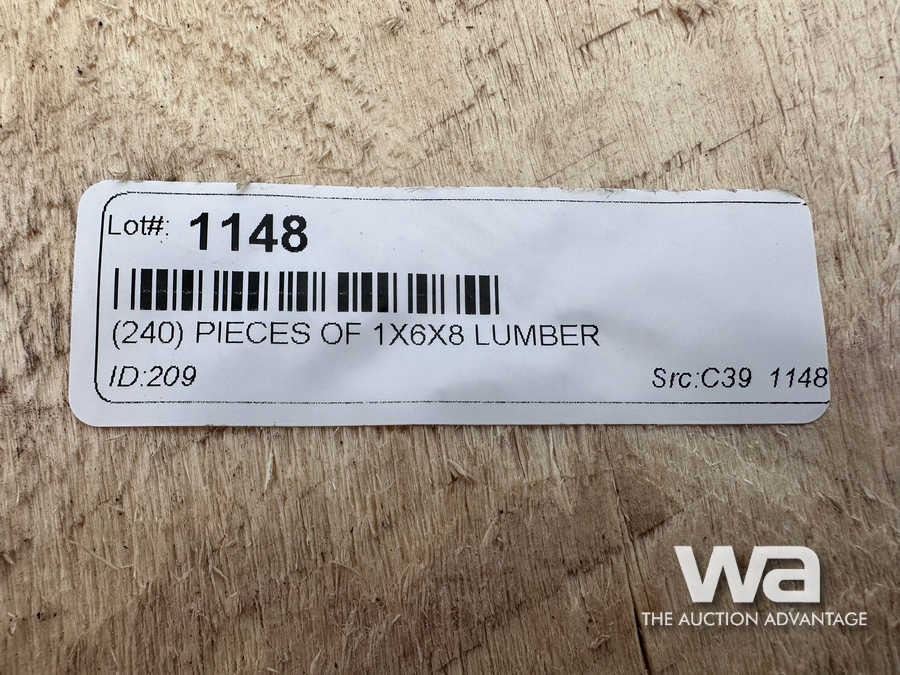 Lot#: 1148
(240) PIECES OF 1X6X8 LUMBER
ID:209 Src:C39 1148
wa
THE AUCTION ADVANTAGE